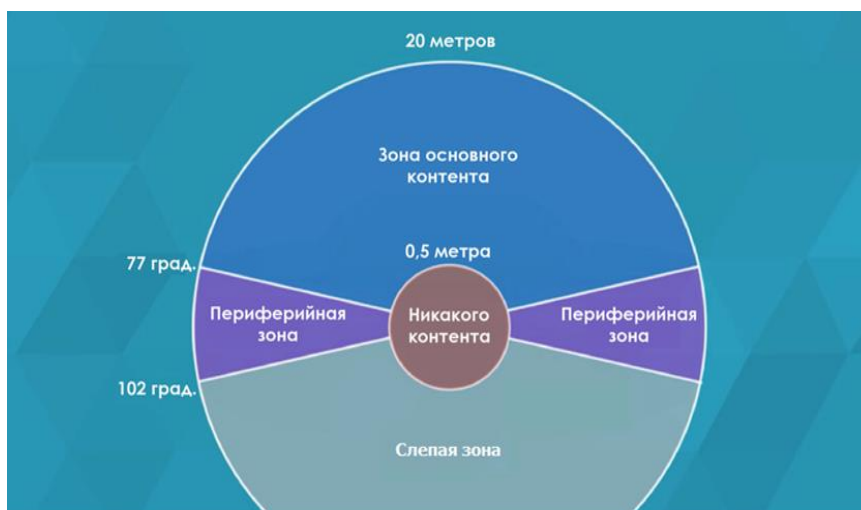 20 метров
Зона основного
контента
0,5 метра
77 град.
Периферийная
зона
Никакого
контента
Периферийная
зона
102 град.
Слепая зона